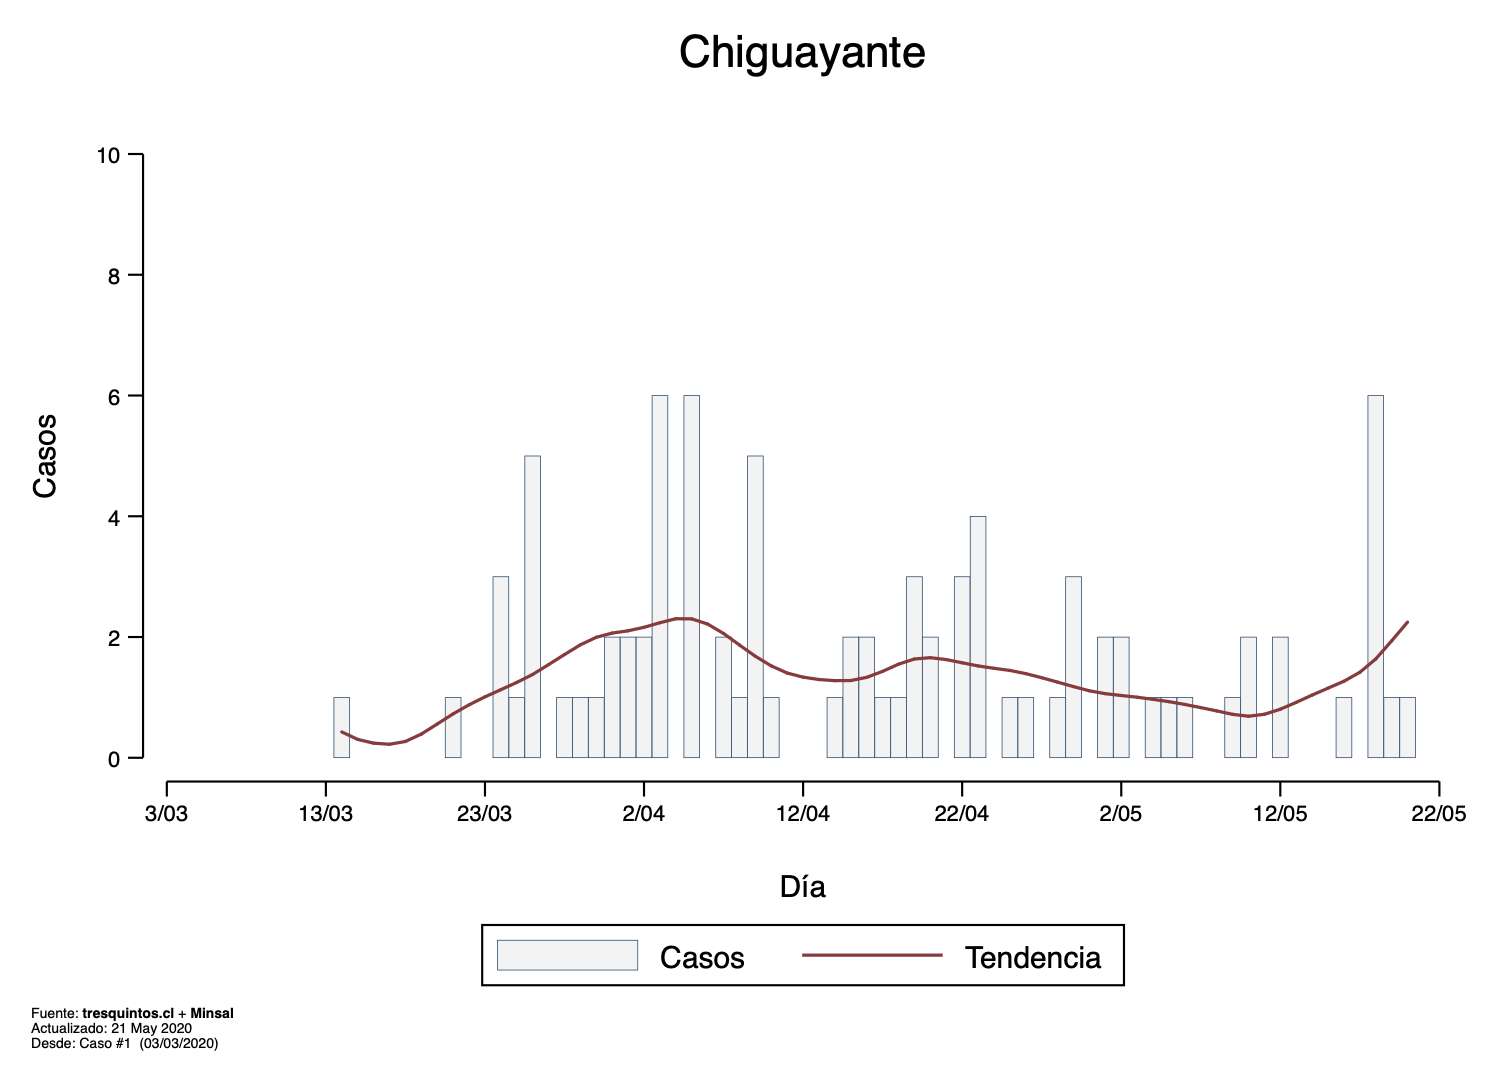 Chiguayante
10
8
6
4
2
0
Casos
3/03 13/03 23/03 2/04 12/04 22/04 2/05 12/05 22/05
Día
Casos Tendencia
Fuente: tresquintos.cl + Minsal
Actualizado: 21 May 2020
Desde: Caso #1 (03/03/2020)